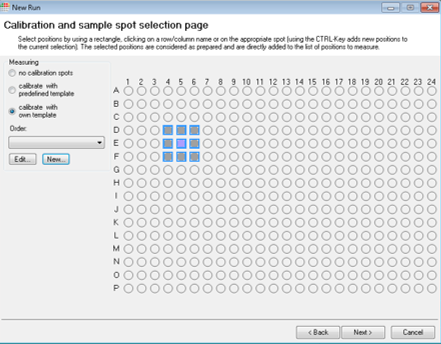 New Run
Calibration and sample spot selection page
Select positions by using a rectangle, clicking on a row/column name or on the appropriate spot (using the CTRL-Key adds new positions to
the current selection). The selected positions are considered as prepared and are directly added to the list of positions to measure.
Measuring
no calibration spots
calibrate with
predefined template
calibrate with
own template
Order:
Edit...
New...
1 2 3 4 5 6 7 8 9 10 11 12 13 14 15 16 17 18 19 20 21 22 23 24
A
B
C
D
E
F
G
H
I
J
K
L
M
N
O
P
< Back
Next >
Cancel